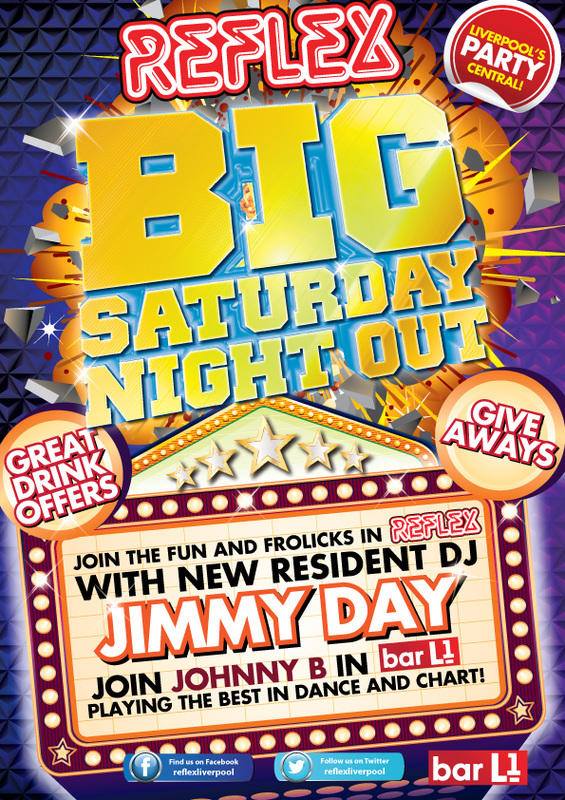 REFLEX
LIVERPOOL'S
PARTY
CENTRAL!
BIG
SATURDAY
NIGHT OUT
GREAT
DRINK
OFFERS
GIVE
AWAYS
JOIN THE FUN AND FROLICKS IN REFLEX
WITH NEW RESIDENT DJ
JIMMY DAY
JOIN JOHNNY B IN bar L1
PLAYING THE BEST IN DANCE AND CHART!
f Find us on Facebook
reflexliverpool
Follow us on Twitter
reflexliverpool
bar L1